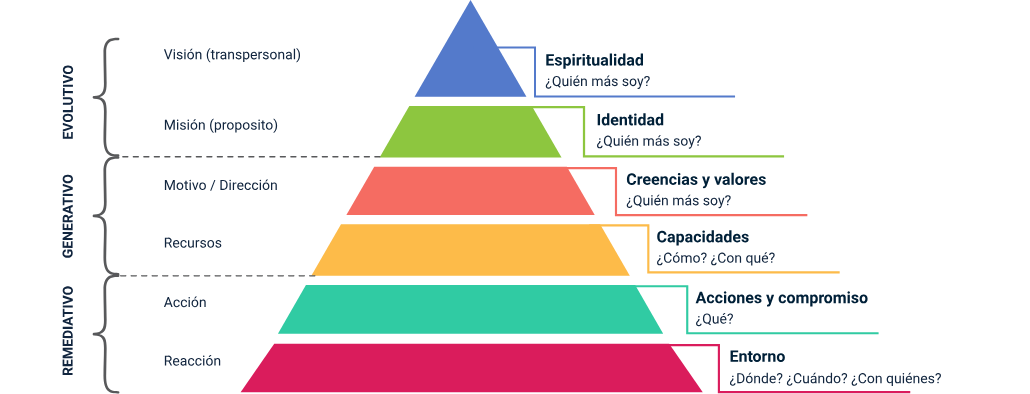 Visión (transpersonal)
Espiritualidad
¿Quién más soy?
EVOLUTIVO
Misión (proposito)
Identidad
¿Quién más soy?
Motivo / Dirección
Creencias y valores
¿Quién más soy?
GENERATIVO
Recursos
Capacidades
¿Cómo? ¿Con qué?
Acción
Acciones y compromiso
¿Qué?
REMEDIATIVO
Reacción
Entorno
¿Dónde? ¿Cuándo? ¿Con quiénes?